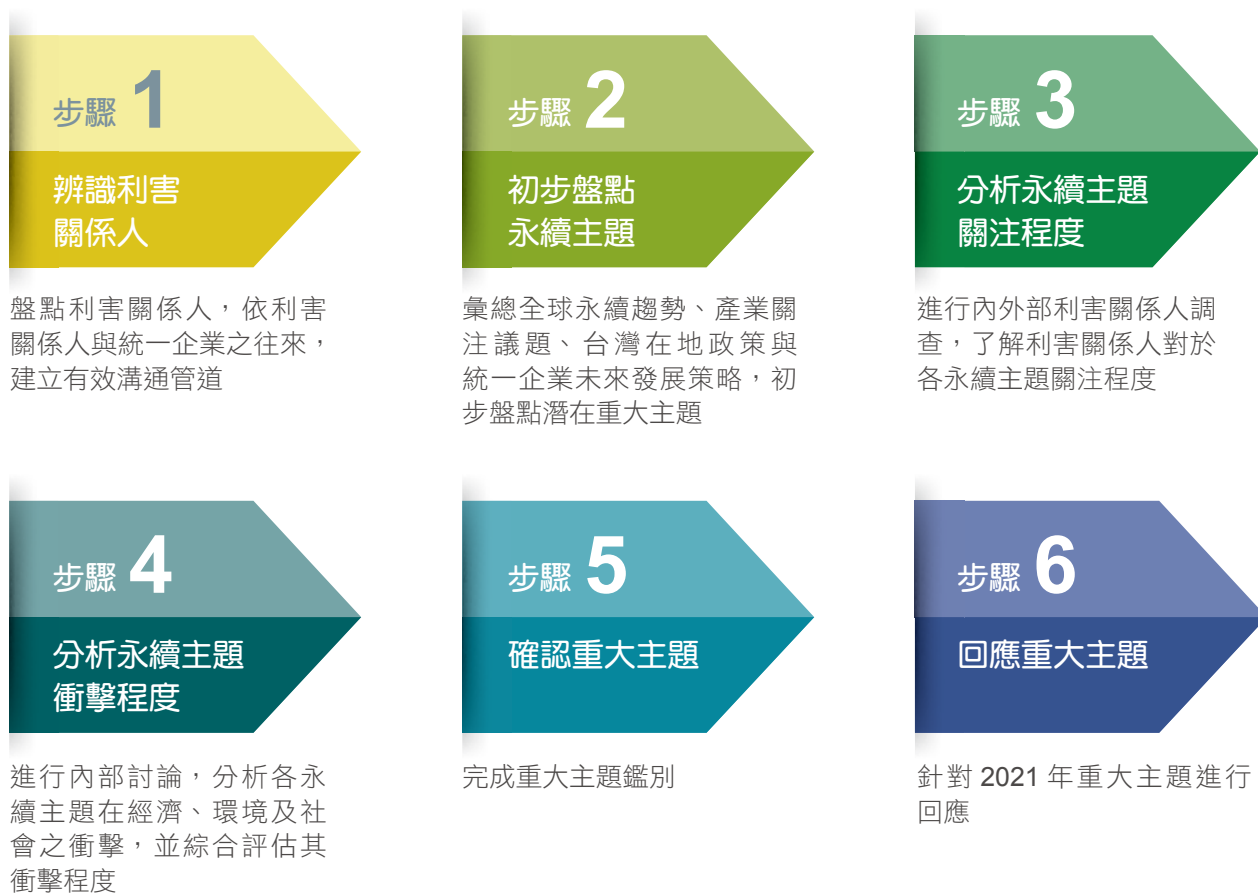 步驟 1
辨識利害
關係人
盤點利害關係人，依利害
關係人與統一企業之往來，
建立有效溝通管道
步驟 2
初步盤點
永續主題
彙總全球永續趨勢、產業關
注議題、台灣在地政策與
統一企業未來發展策略，初
步盤點潛在重大主題
步驟 3
分析永續主題
關注程度
進行內外部利害關係人調
查，了解利害關係人對於
各永續主題關注程度
步驟 4
分析永續主題
衝擊程度
進行內部討論，分析各永
續主題在經濟、環境及社
會之衝擊，並綜合評估其
衝擊程度
步驟 5
確認重大主題
完成重大主題鑑別
步驟 6
回應重大主題
針對 2021 年重大主題進行
回應